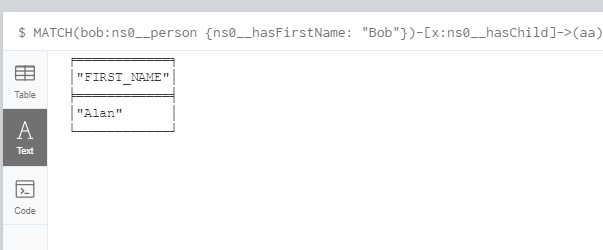 $ MATCH(bob:ns0__person {ns0__hasFirstName: "Bob"})-[x:ns0__hasChild]->(aa)
"FIRST_NAME"
"Alan"
Table
A
Text
Code